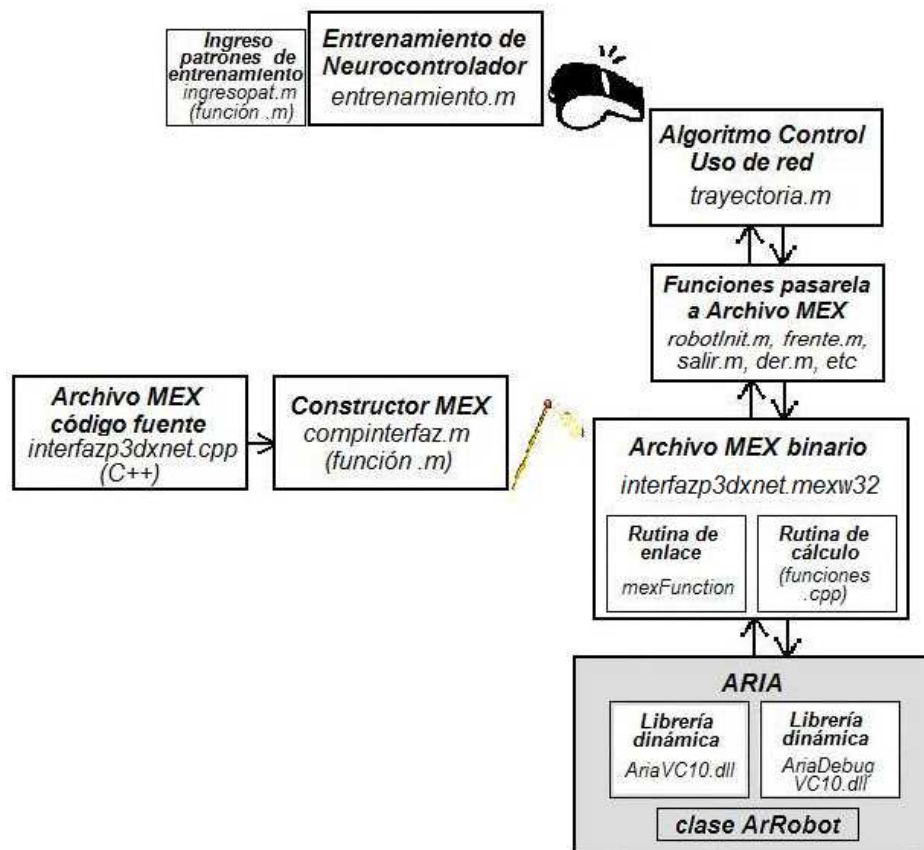 Ingreso
patrones de
entrenamiento
ingresopat.m
(función .m)
Entrenamiento de
Neurocontrolador
entrenamiento.m
Algoritmo Control
Uso de red
trayectoria.m
Funciones pasarela
a Archivo MEX
robotInit.m, frente.m,
salir.m, der.m, etc
Archivo MEX
código fuente
interfazp3dxnet.cpp
(C++)
Constructor MEX
compinterfaz.m
(función .m)
Archivo MEX binario
interfazp3dxnet.mexw32
Rutina de
enlace
mexFunction
Rutina de
cálculo
(funciones
.cpp)
ARIA
Librería
dinámica
AriaVC10.dll
Librería
dinámica
AriaDebug
VC10.dll
clase ArRobot